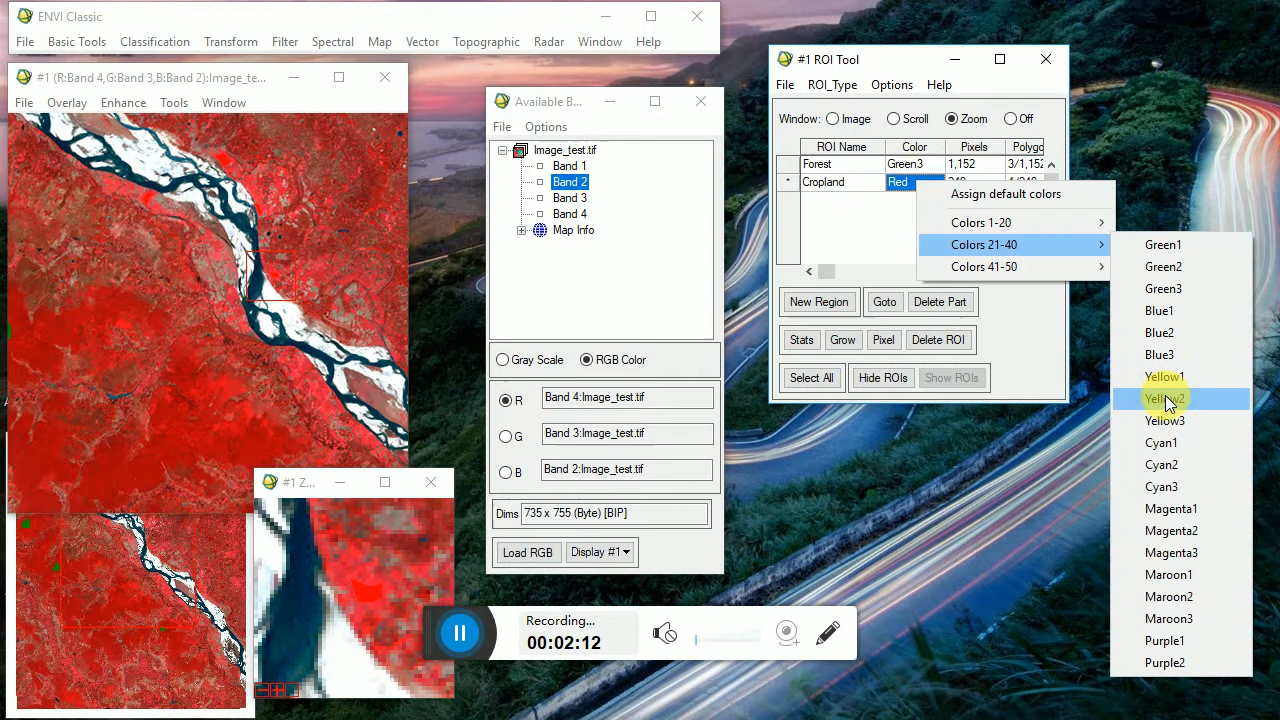 ENVI Classic
File Basic Tools Classification Transform Filter Spectral Map Vector Topographic Radar Window Help
#1 (R:Band 4,G:Band 3,B:Band 2):Image_te...
File Overlay Enhance Tools Window
Available B...
File Options
Image_test.tif
Band 1
Band 2
Band 3
Band 4
Map Info
Gray Scale RGB Color
R Band 4:Image_test.tif
G Band 3:Image_test.tif
B Band 2:Image_test.tif
Dims 735 x 755 (Byte) [BIP]
Load RGB Display #1
#1 ROI Tool
File ROI_Type Options Help
Window: Image Scroll Zoom Off
ROI Name Color Pixels Polygo
Forest Green3 1,152 3/1,152
* Cropland Red
New Region Goto Delete Part
Stats Grow Pixel Delete ROI
Select All Hide ROIs Show ROIs
Assign default colors
Colors 1-20
Colors 21-40
Colors 41-50
Green1
Green2
Green3
Blue1
Blue2
Blue3
Yellow1
Yellow2
Yellow3
Cyan1
Cyan2
Cyan3
Magenta1
Magenta2
Magenta3
Maroon1
Maroon2
Maroon3
Purple1
Purple2
#1 Z...
Recording...
00:02:12